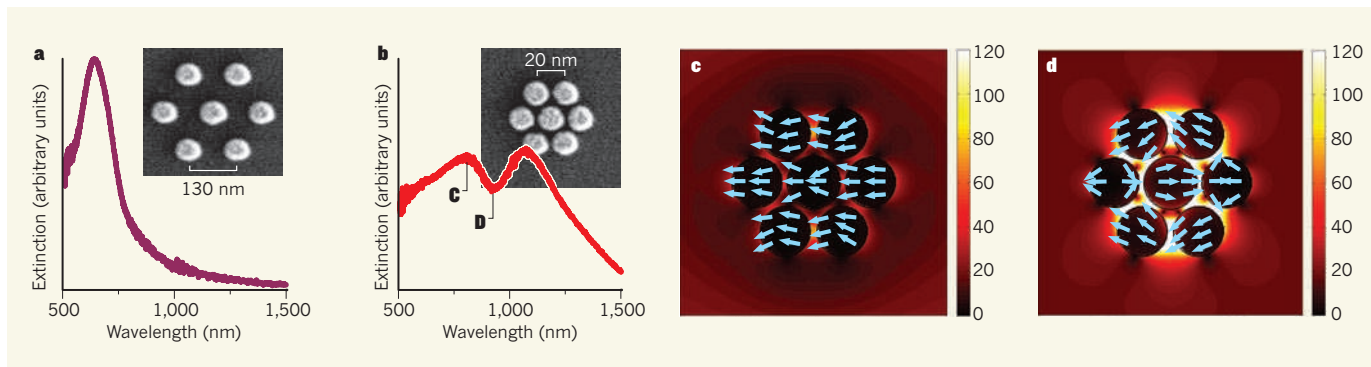 a
Extinction (arbitrary units)
130 nm
500
1,000
1,500
Wavelength (nm)
b
Extinction (arbitrary units)
20 nm
C
D
500
1,000
1,500
Wavelength (nm)
c
120
100
80
60
40
20
0
d
120
100
80
60
40
20
0